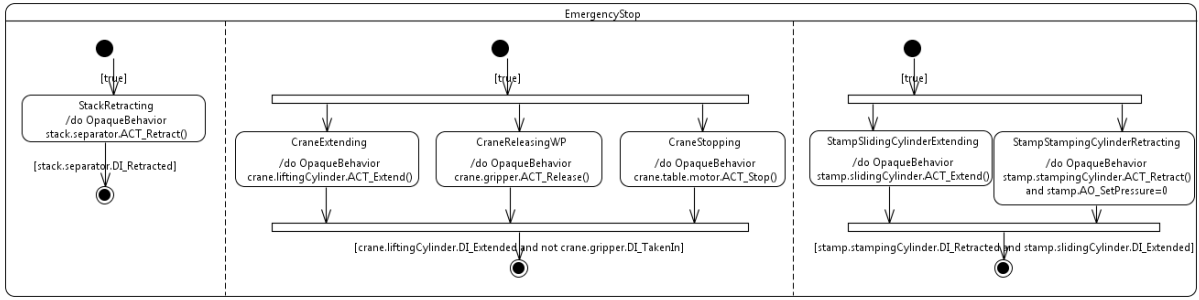 EmergencyStop
[true]
StackRetracting
/do OpaqueBehavior
stack.separator.ACT_Retract()
[stack.separator.DI_Retracted]
[true]
CraneExtending
/do OpaqueBehavior
crane.liftingCylinder.ACT_Extend()
CraneReleasingWP
/do OpaqueBehavior
crane.gripper.ACT_Release()
CraneStopping
/do OpaqueBehavior
crane.table.motor.ACT_Stop()
[crane.liftingCylinder.DI_Extended and not crane.gripper.DI_TakenIn]
[true]
StampSlidingCylinderExtending
/do OpaqueBehavior
stamp.slidingCylinder.ACT_Extend()
StampStampingCylinderRetracting
/do OpaqueBehavior
stamp.stampingCylinder.ACT_Retract()
and stamp.AO_SetPressure=0
[stamp.stampingCylinder.DI_Retracted and stamp.slidingCylinder.DI_Extended]